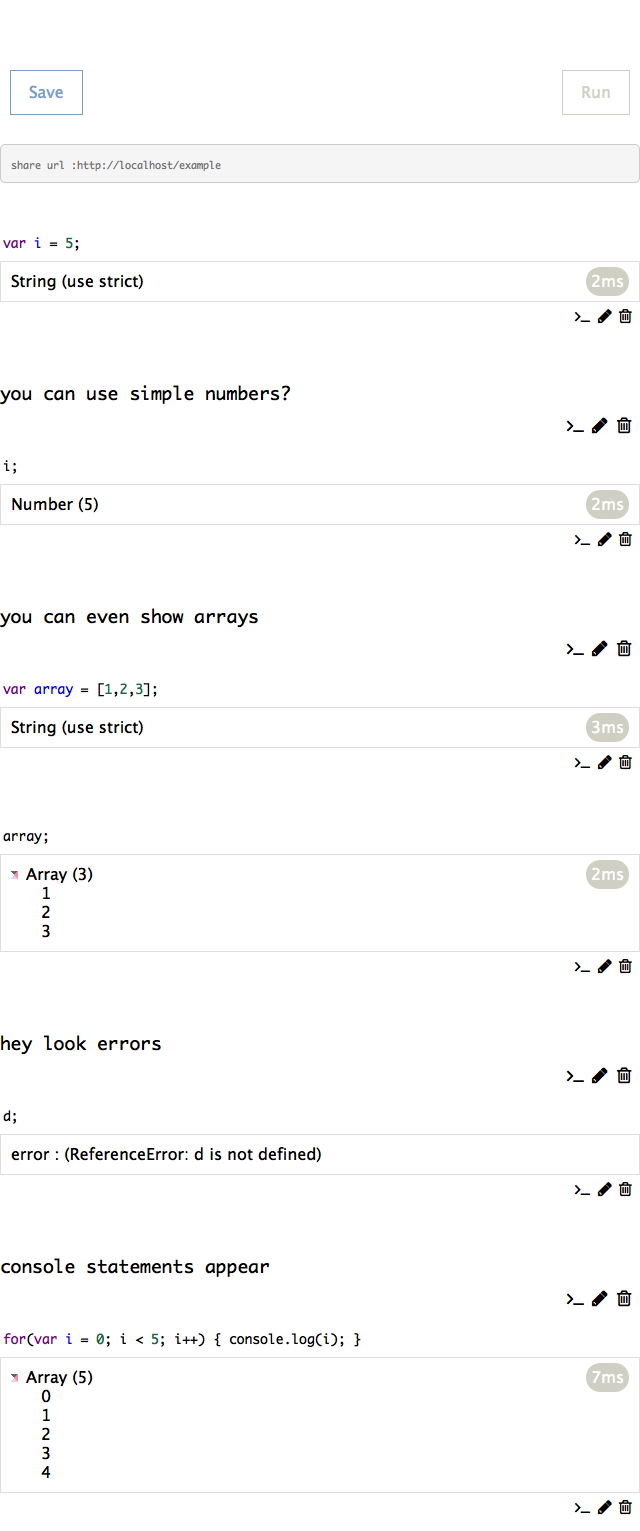 Save
Run
share url :http://localhost/example
var i = 5;
String (use strict)
2ms
>_
you can use simple numbers?
>_
i;
Number (5)
2ms
>_
you can even show arrays
>_
var array = [1,2,3];
String (use strict)
3ms
>_
array;
Array (3)
2ms
1
2
3
>_
hey look errors
>_
d;
error : (ReferenceError: d is not defined)
>_
console statements appear
>_
for(var i = 0; i < 5; i++) { console.log(i); }
Array (5)
7ms
0
1
2
3
4
>_